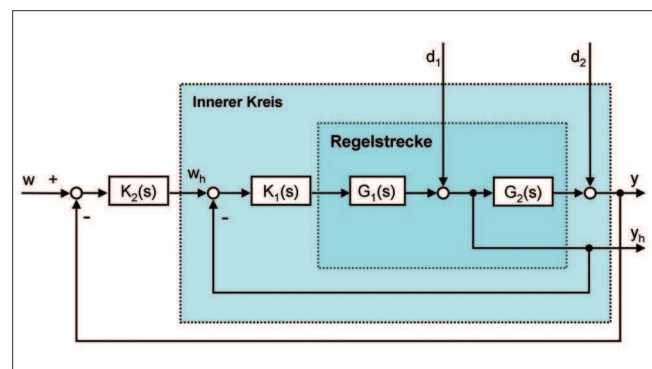 d₁
d₂
Innerer Kreis
Regelstrecke
w
+
-
K₂(s)
wₕ
-
K₁(s)
G₁(s)
G₂(s)
y
yₕ